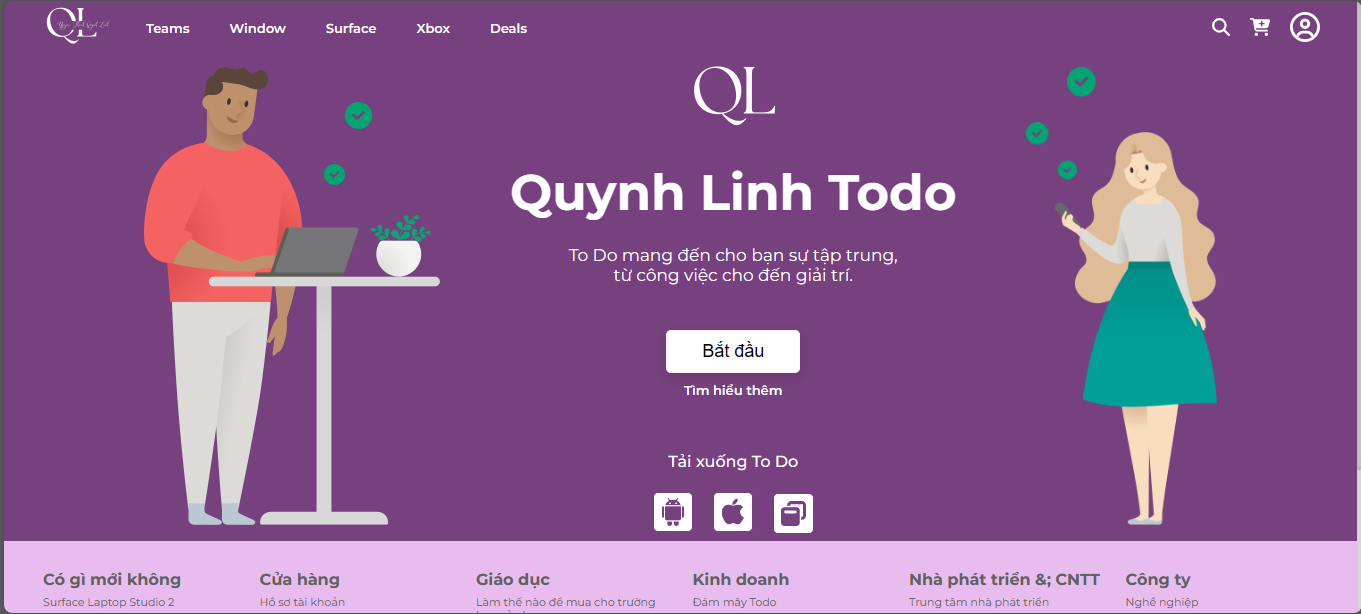 QL
Teams
Window
Surface
Xbox
Deals
QL
Quynh Linh Todo
To Do mang đến cho bạn sự tập trung,
từ công việc cho đến giải trí.
Bắt đầu
Tìm hiểu thêm
Tải xuống To Do
Có gì mới không
Cửa hàng
Giáo dục
Kinh doanh
Nhà phát triển &; CNTT
Công ty
Surface Laptop Studio 2
Hồ sơ tài khoản
Làm thế nào để mua cho trường
Đám mây Todo
Trung tâm nhà phát triển
Nghề nghiệp